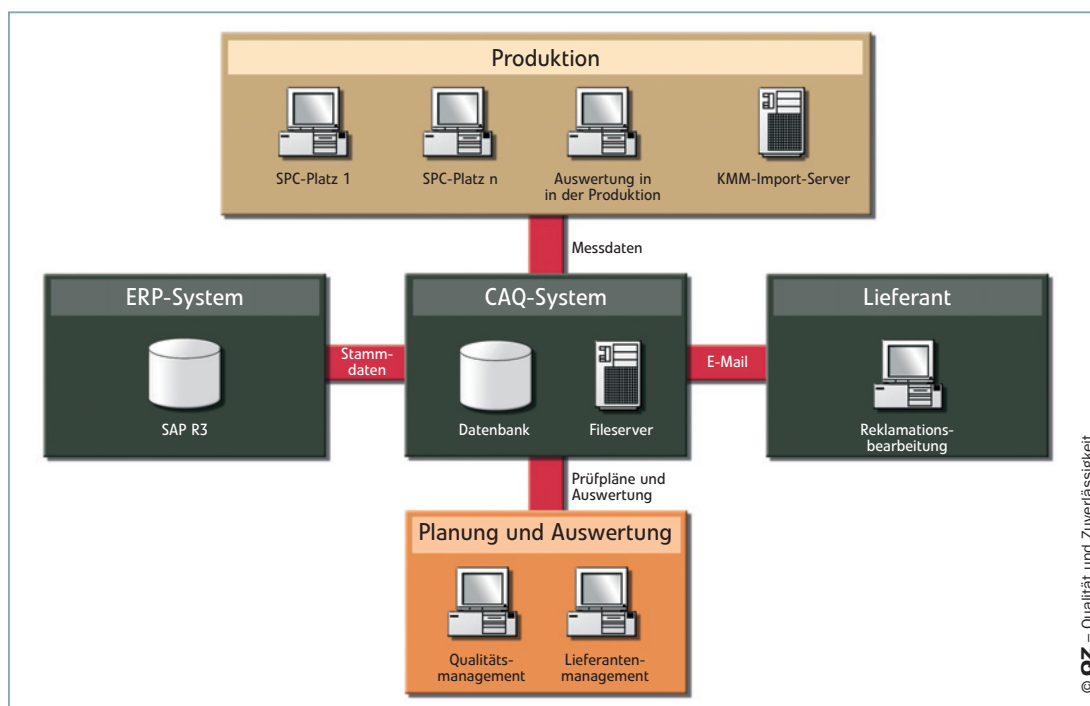 Produktion
SPC-Platz 1
SPC-Platz n
Auswertung in
in der Produktion
KMM-Import-Server
Messdaten
ERP-System
SAP R3
Stamm-
daten
CAQ-System
Datenbank
Fileserver
E-Mail
Lieferant
Reklamations-
bearbeitung
Prüfpläne und
Auswertung
Planung und Auswertung
Qualitäts-
management
Lieferanten-
management
© QZ – Qualität und Zuverlässigkeit